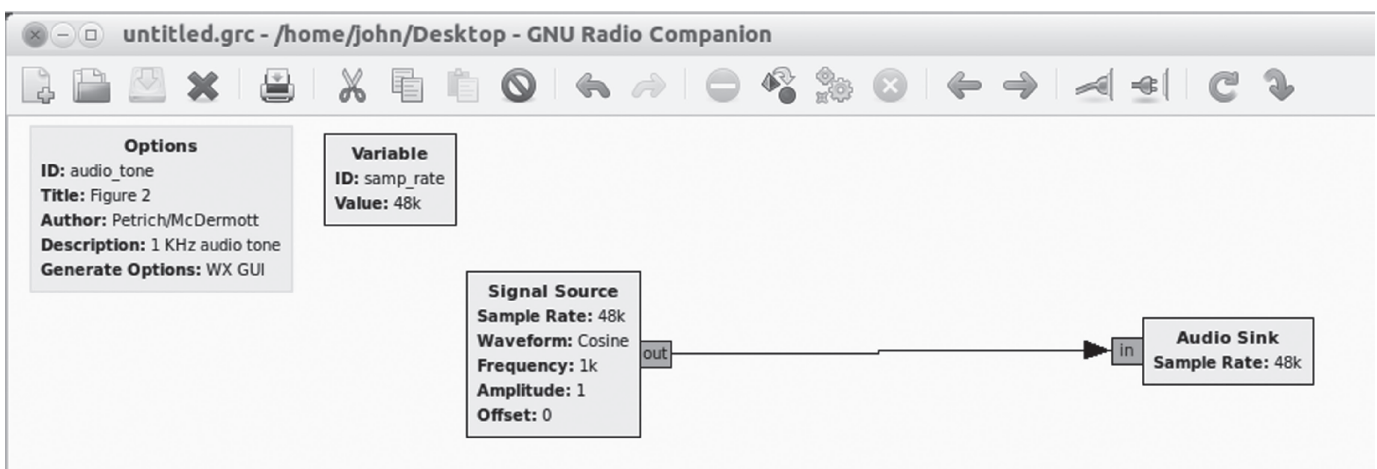 untitled.grc - /home/john/Desktop - GNU Radio Companion
Options
ID: audio_tone
Title: Figure 2
Author: Petrich/McDermott
Description: 1 KHz audio tone
Generate Options: WX GUI
Variable
ID: samp_rate
Value: 48k
Signal Source
Sample Rate: 48k
Waveform: Cosine
Frequency: 1k
Amplitude: 1
Offset: 0
out
in
Audio Sink
Sample Rate: 48k